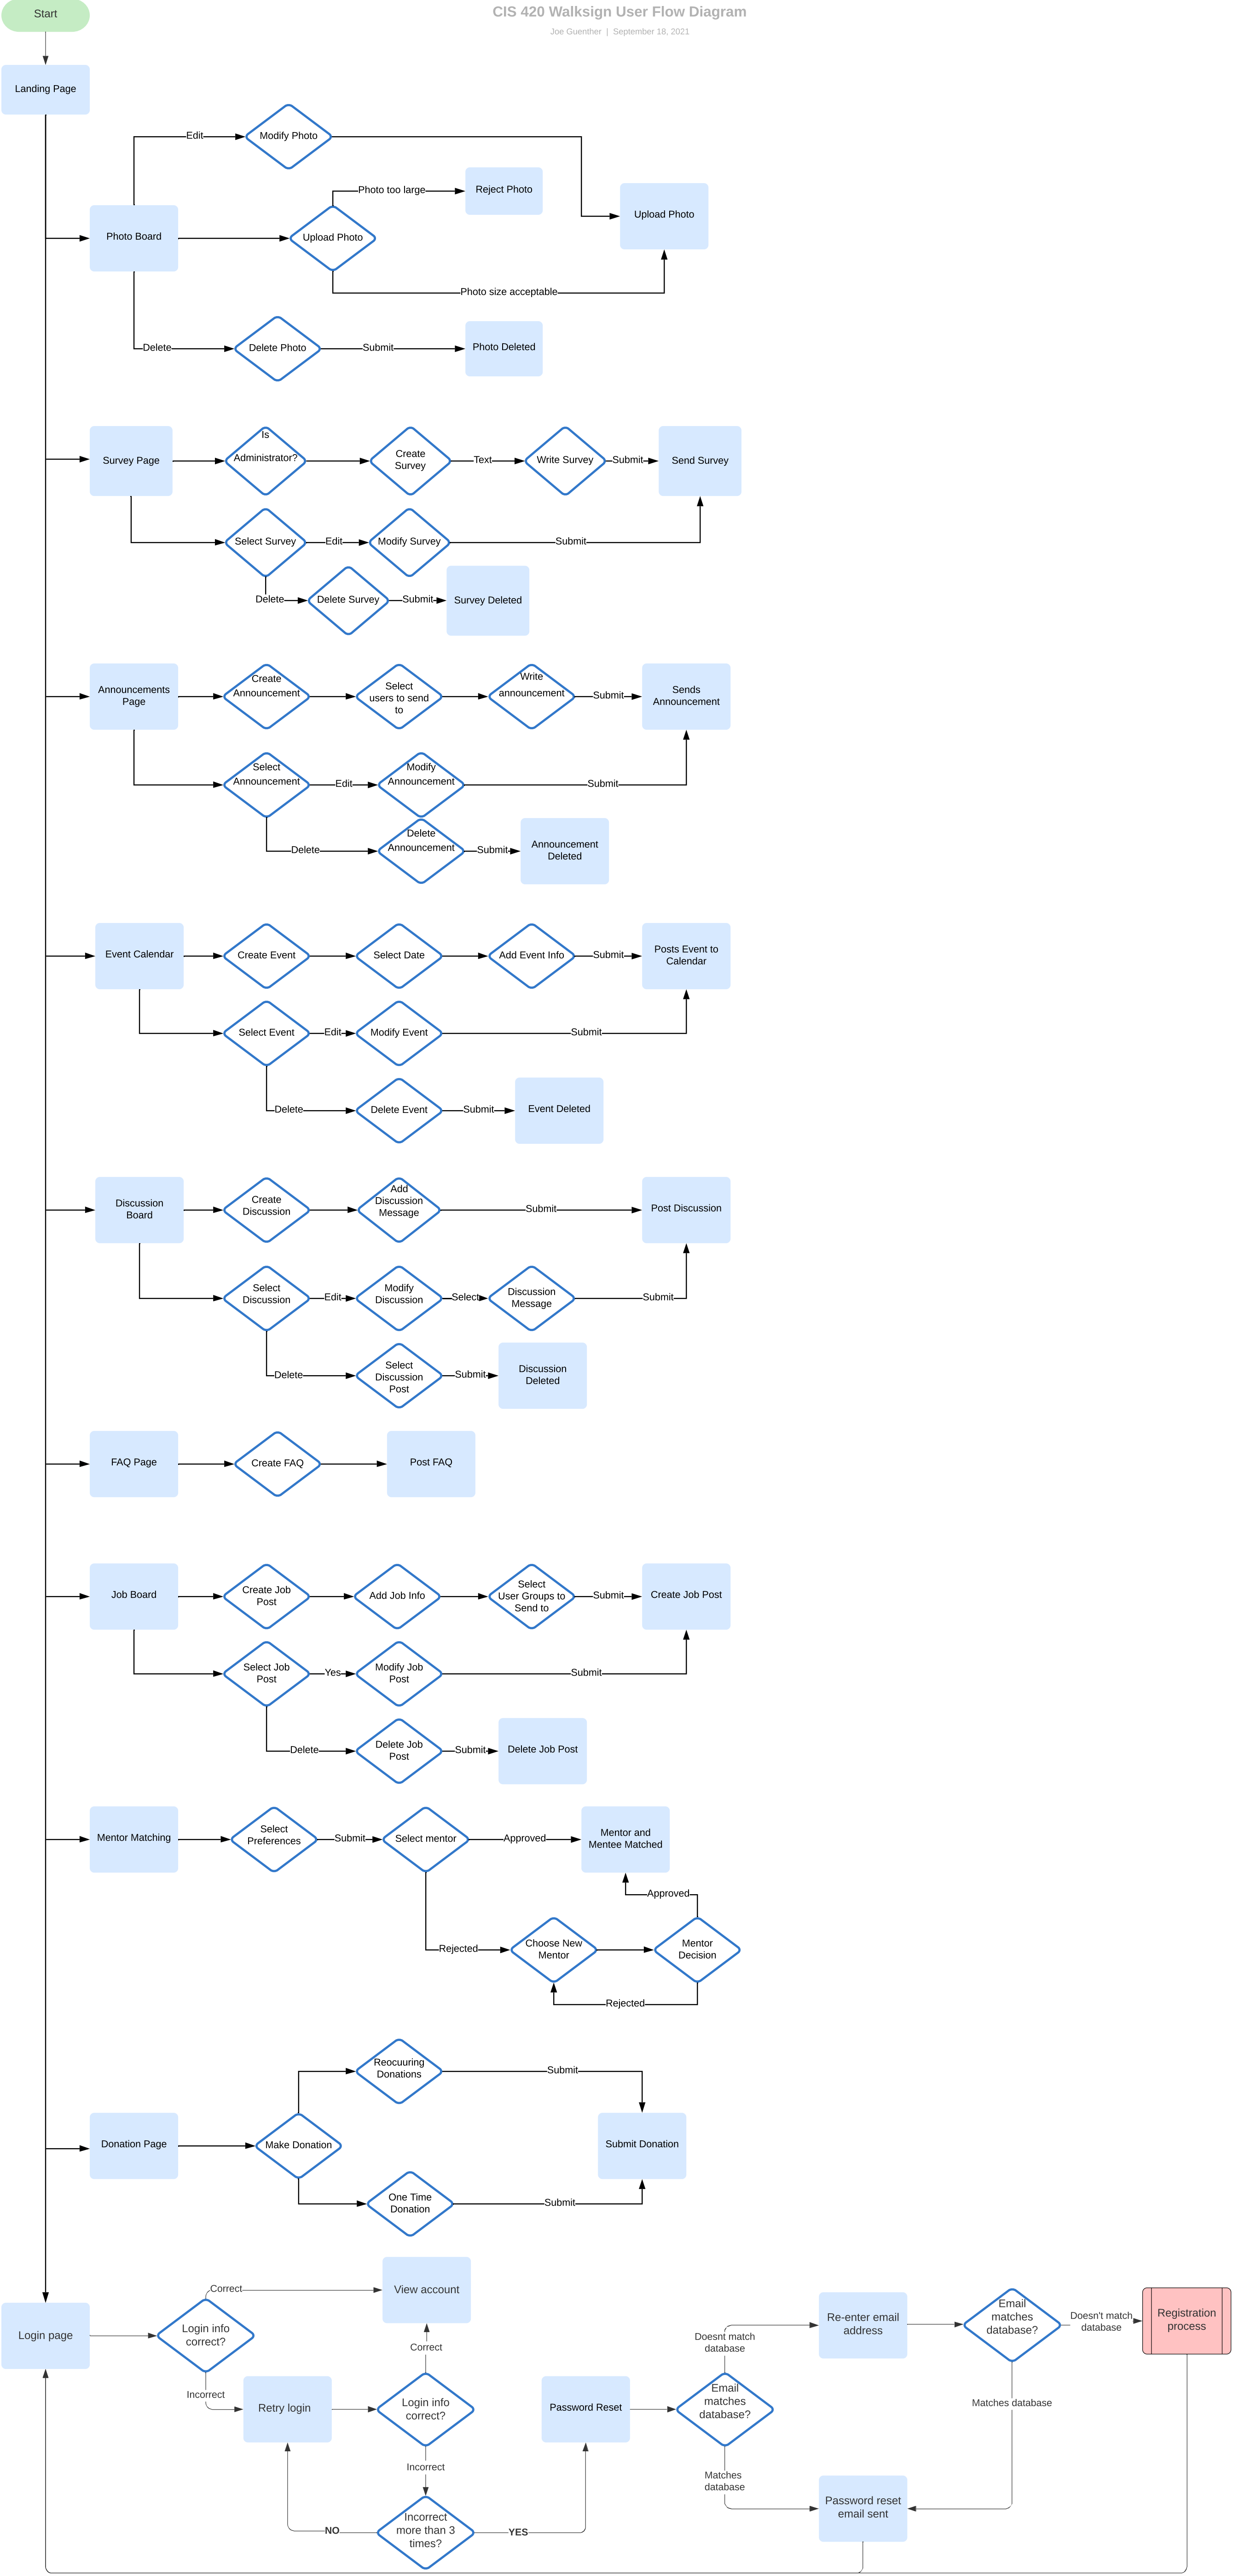 Start
CIS 420 Walksign User Flow Diagram
Joe Guenther | September 18, 2021
Landing Page
Edit
Modify Photo
Photo too large
Reject Photo
Upload Photo
Photo Board
Upload Photo
Photo size acceptable
Delete
Delete Photo
Submit
Photo Deleted
Survey Page
Is
Administrator?
Create
Survey
Text
Write Survey
Submit
Send Survey
Select Survey
Edit
Modify Survey
Submit
Delete
Delete Survey
Submit
Survey Deleted
Announcements
Page
Create
Announcement
Select
users to send
to
Write
announcement
Submit
Sends
Announcement
Select
Announcement
Edit
Modify
Announcement
Submit
Delete
Delete
Announcement
Submit
Announcement
Deleted
Event Calendar
Create Event
Select Date
Add Event Info
Submit
Posts Event to
Calendar
Select Event
Edit
Modify Event
Submit
Delete
Delete Event
Submit
Event Deleted
Discussion
Board
Create
Discussion
Add
Discussion
Message
Submit
Post Discussion
Select
Discussion
Edit
Modify
Discussion
Select
Discussion
Message
Submit
Delete
Select
Discussion
Post
Submit
Discussion
Deleted
FAQ Page
Create FAQ
Post FAQ
Job Board
Create Job
Post
Add Job Info
Select
User Groups to
Send to
Submit
Create Job Post
Select Job
Post
Yes
Modify Job
Post
Submit
Delete
Delete Job
Post
Submit
Delete Job Post
Mentor Matching
Select
Preferences
Submit
Select mentor
Approved
Mentor and
Mentee Matched
Approved
Rejected
Choose New
Mentor
Mentor
Decision
Rejected
Reocuuring
Donations
Submit
Donation Page
Make Donation
Submit Donation
One Time
Donation
Submit
Correct
View account
Login page
Login info
correct?
Correct
Incorrect
Retry login
Login info
correct?
Incorrect
Incorrect
more than 3
times?
NO
YES
Password Reset
Email
matches
database?
Doesnt match
database
Re-enter email
address
Email
matches
database?
Doesn't match
database
Registration
process
Matches database
Matches
database
Password reset
email sent